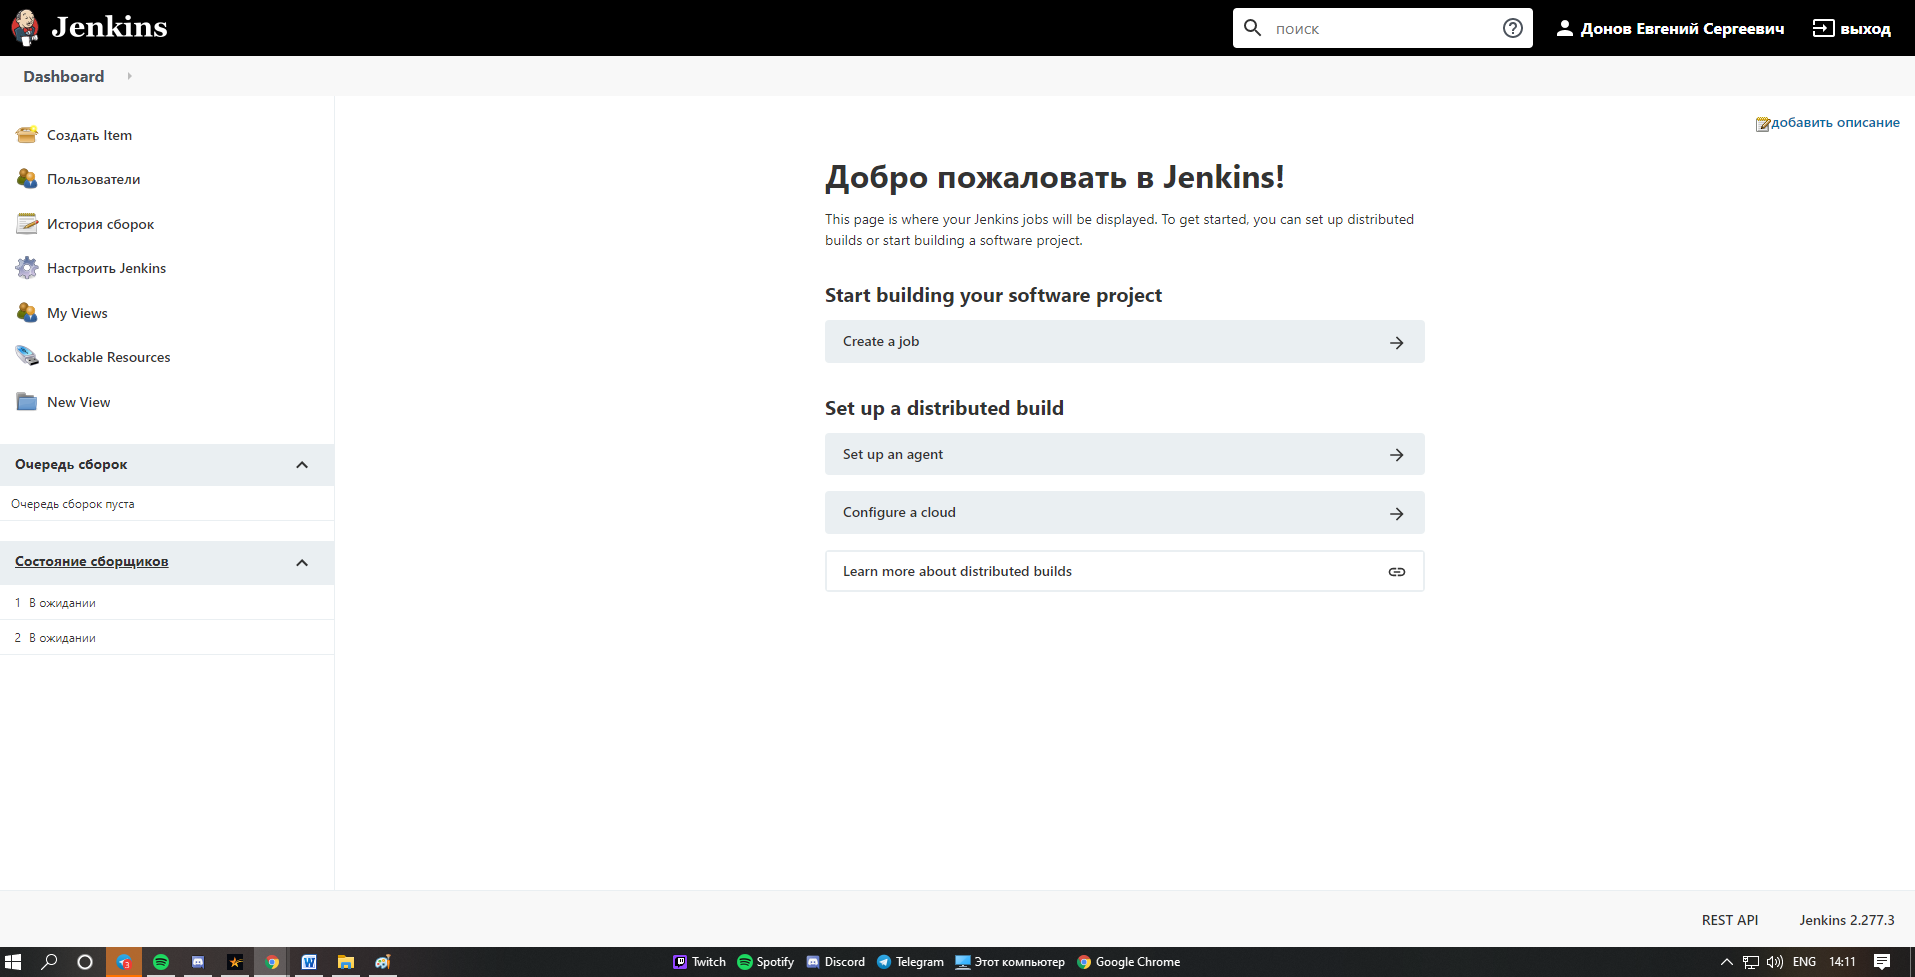 Jenkins
поиск
Донов Евгений Сергеевич
выход
Dashboard
добавить описание
Создать Item
Пользователи
История сборок
Настроить Jenkins
My Views
Lockable Resources
New View
Очередь сборок
Очередь сборок пуста
Состояние сборщиков
1 В ожидании
2 В ожидании
Добро пожаловать в Jenkins!
This page is where your Jenkins jobs will be displayed. To get started, you can set up distributed
builds or start building a software project.
Start building your software project
Create a job
Set up a distributed build
Set up an agent
Configure a cloud
Learn more about distributed builds
REST API
Jenkins 2.277.3
3
Twitch
Spotify
Discord
Telegram
Этот компьютер
Google Chrome
ENG
14:11